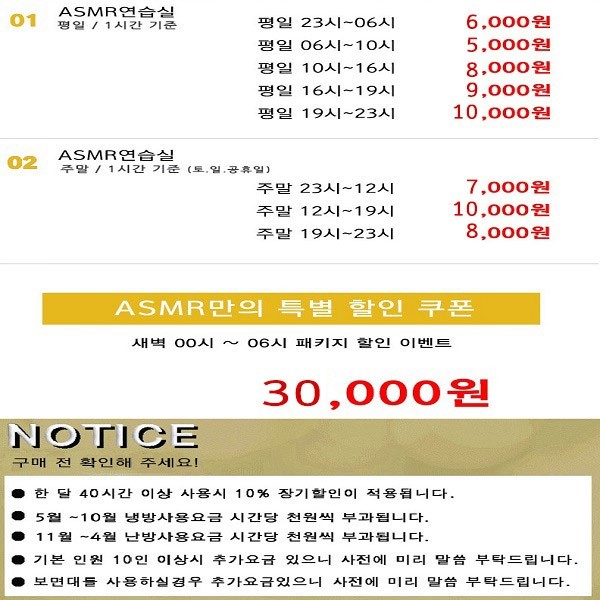 01 ASMR연습실
평일 / 1시간 기준
평일 23시~06시 6,000원
평일 06시~10시 5,000원
평일 10시~16시 8,000원
평일 16시~19시 9,000원
평일 19시~23시 10,000원
02 ASMR연습실
주말 / 1시간 기준 (토,일,공휴일)
주말 23시~12시 7,000원
주말 12시~19시 10,000원
주말 19시~23시 8,000원
ASMR만의 특별 할인 쿠폰
새벽 00시 ~ 06시 패키지 할인 이벤트
30,000원
NOTICE
구매 전 확인해 주세요!
● 한 달 40시간 이상 사용시 10% 장기할인이 적용됩니다.
● 5월 ~10월 냉방사용요금 시간당 천원씩 부과됩니다.
● 11월 ~4월 난방사용요금 시간당 천원씩 부과됩니다.
● 기본 인원 10인 이상시 추가요금 있으니 사전에 미리 말씀 부탁드립니다.
● 보면대를 사용하실경우 추가요금있으니 사전에 미리 말씀 부탁드립니다.